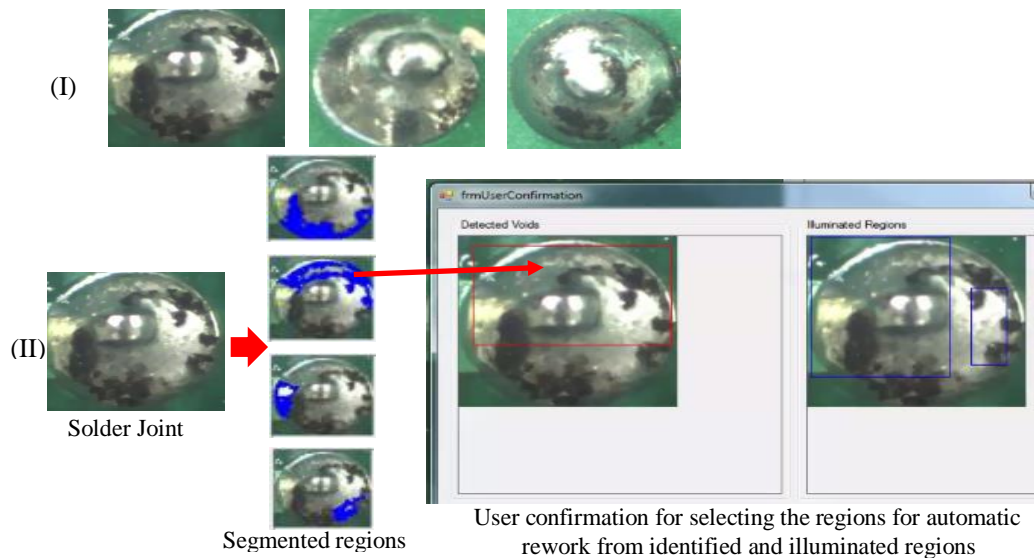 (I)
frmUserConfirmation
Detected Voids
Illuminated Regions
(II)
Solder Joint
Segmented regions
User confirmation for selecting the regions for automatic
rework from identified and illuminated regions